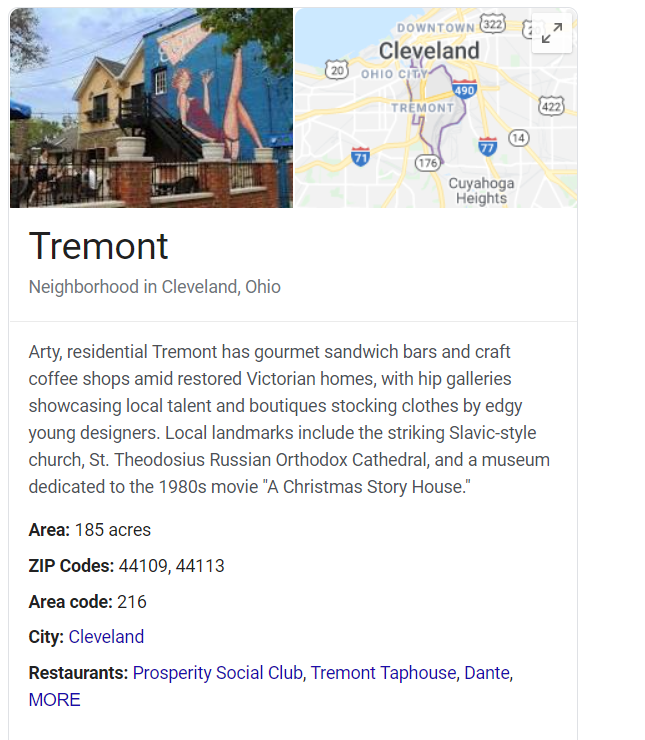 DOWNTOWN
322
Cleveland
20
OHIO CITY
490
TREMONT
422
14
71
77
176
Cuyahoga
Heights
Tremont
Neighborhood in Cleveland, Ohio
Arty, residential Tremont has gourmet sandwich bars and craft
coffee shops amid restored Victorian homes, with hip galleries
showcasing local talent and boutiques stocking clothes by edgy
young designers. Local landmarks include the striking Slavic-style
church, St. Theodosius Russian Orthodox Cathedral, and a museum
dedicated to the 1980s movie "A Christmas Story House."
Area: 185 acres
ZIP Codes: 44109, 44113
Area code: 216
City: Cleveland
Restaurants: Prosperity Social Club, Tremont Taphouse, Dante,
MORE